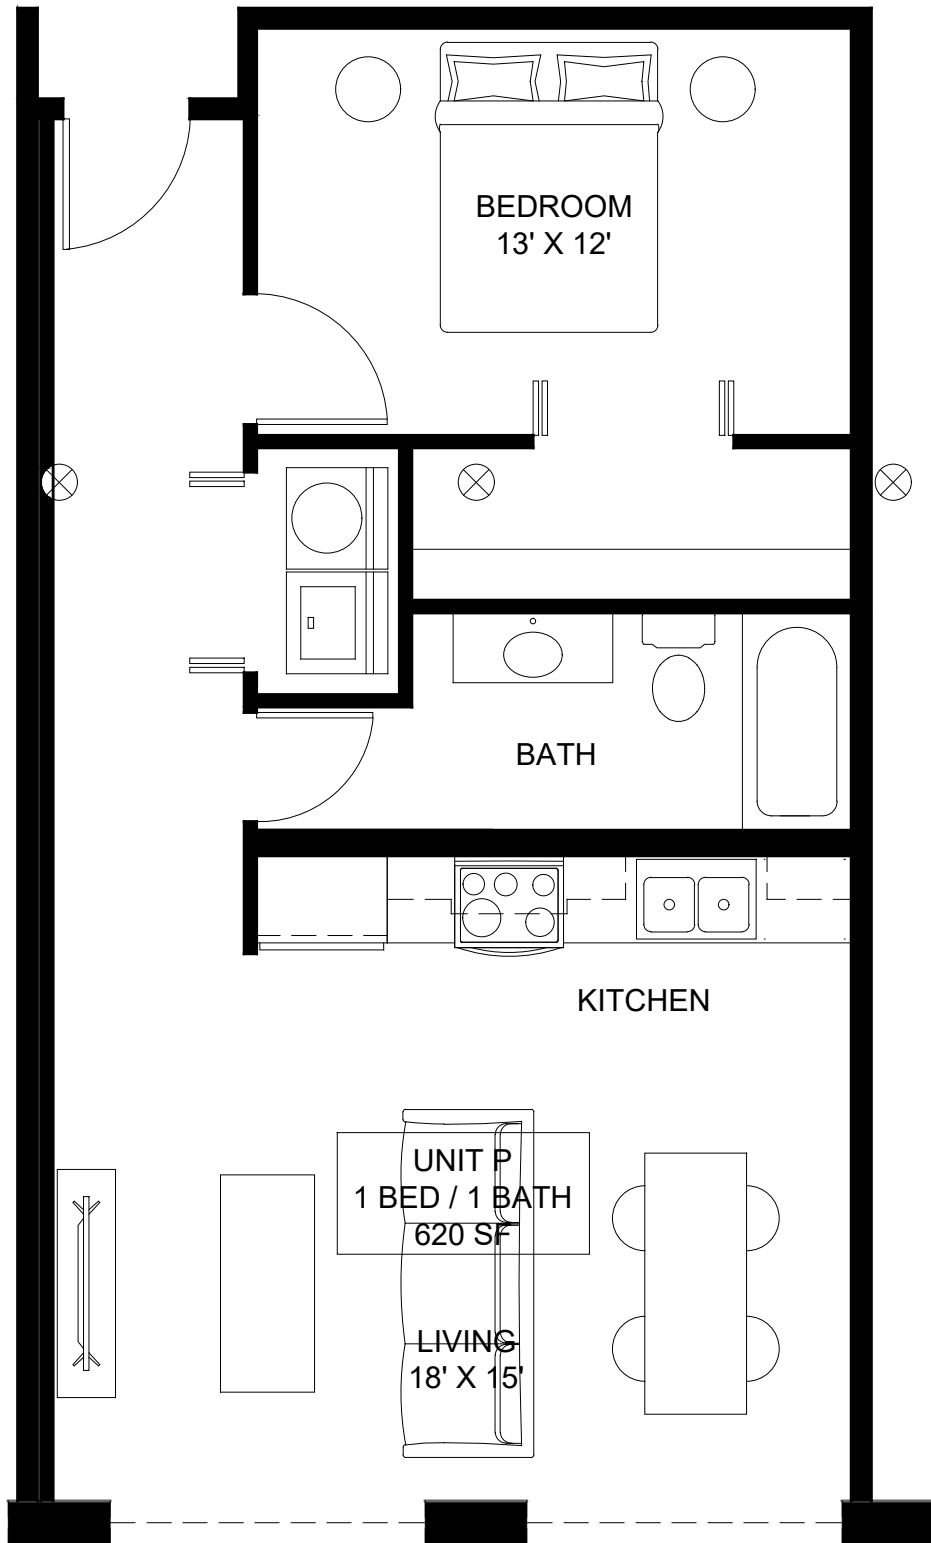 BEDROOM
13' X 12'
BATH
KITCHEN
UNIT P
1 BED / 1 BATH
620 SF
LIVING
18' X 15'